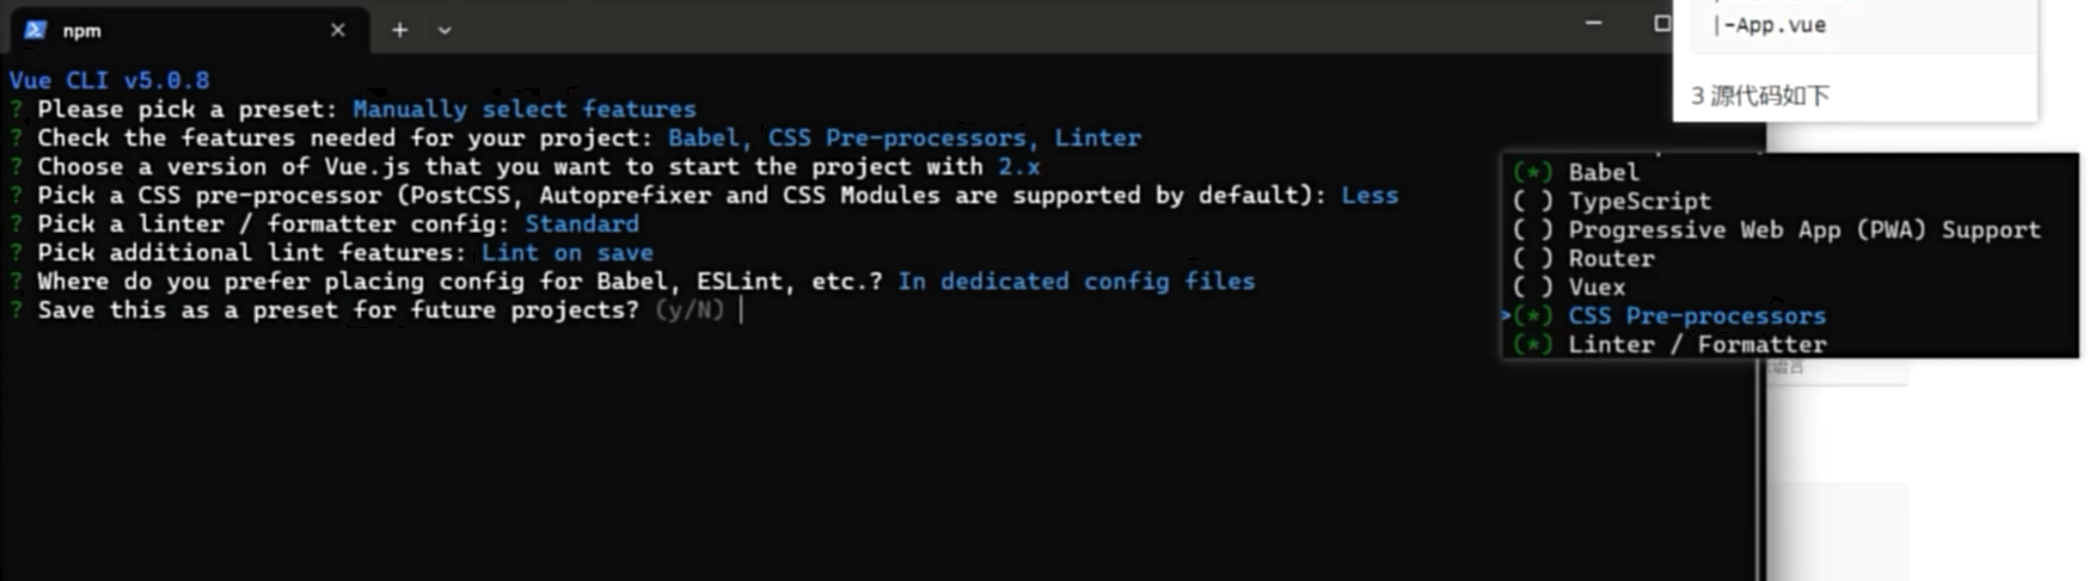 npm
Vue CLI v5.0.8
? Please pick a preset: Manually select features
? Check the features needed for your project: Babel, CSS Pre-processors, Linter
? Choose a version of Vue.js that you want to start the project with 2.x
? Pick a CSS pre-processor (PostCSS, Autoprefixer and CSS Modules are supported by default): Less
? Pick a linter / formatter config: Standard
? Pick additional lint features: Lint on save
? Where do you prefer placing config for Babel, ESLint, etc.? In dedicated config files
? Save this as a preset for future projects? (y/N)
|-App.vue
3 源代码如下
(*) Babel
( ) TypeScript
( ) Progressive Web App (PWA) Support
( ) Router
( ) Vuex
>(*) CSS Pre-processors
(*) Linter / Formatter
语言